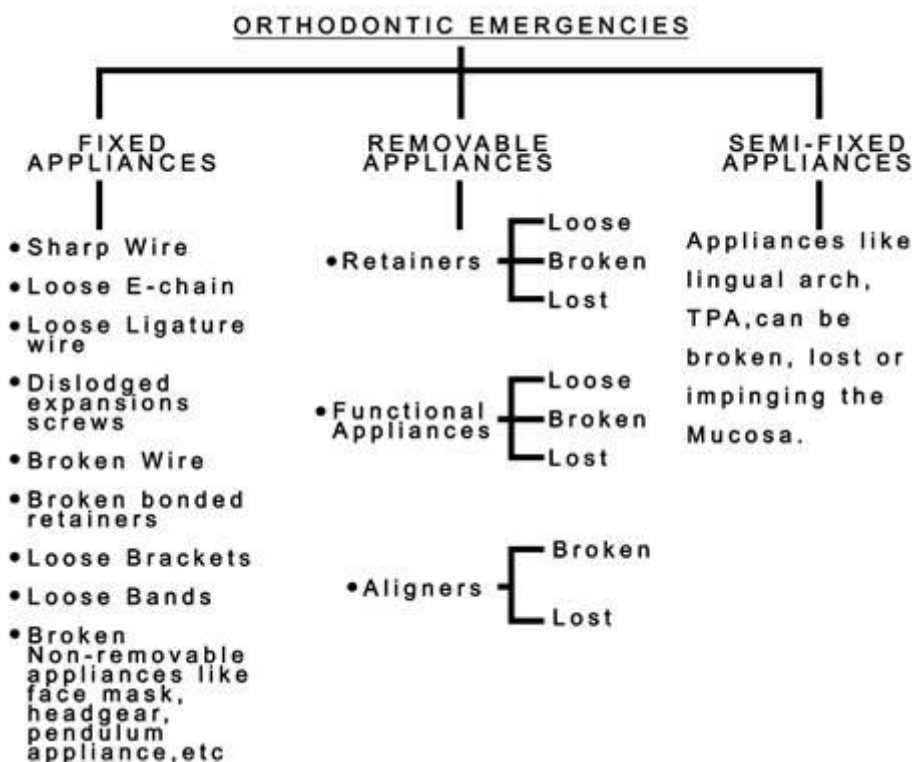 ORTHODONTIC EMERGENCIES
FIXED
APPLIANCES
• Sharp Wire
• Loose E-chain
• Loose Ligature
wire
• Dislodged
expansions
screws
• Broken Wire
• Broken bonded
retainers
• Loose Brackets
• Loose Bands
• Broken
Non-removable
appliances like
face mask,
headgear,
pendulum
appliance,etc
REMOVABLE
APPLIANCES
• Retainers
Loose
Broken
Lost
• Functional
Appliances
Loose
Broken
Lost
• Aligners
Broken
Lost
SEMI-FIXED
APPLIANCES
Appliances like
lingual arch,
TPA,can be
broken, lost or
impinging the
Mucosa.